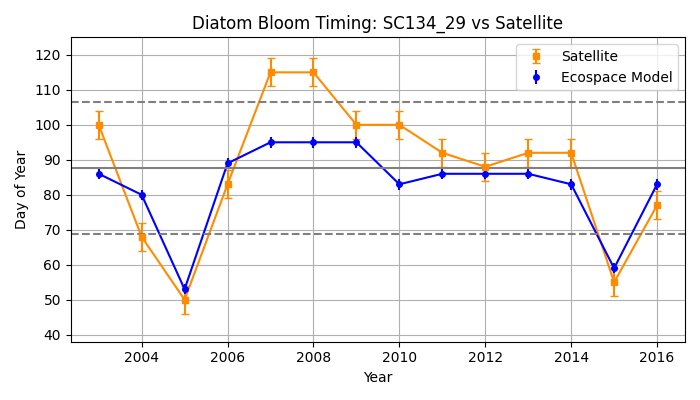 Diatom Bloom Timing: SC134_29 vs Satellite
Satellite
Ecospace Model
Day of Year
120
110
100
90
80
70
60
50
40
2004 2006 2008 2010 2012 2014 2016
Year